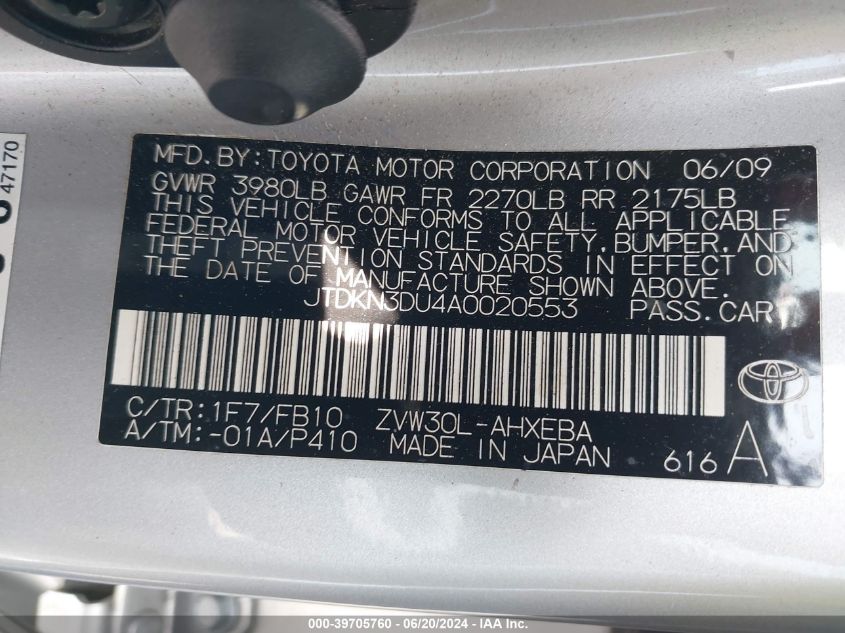 47170
MFD.BY:TOYOTA MOTOR CORPORATION 06/09
GVWR 3980LB GAWR FR 2270LB RR 2175LB
THIS VEHICLE CONFORMS TO ALL APPLICABLE
FEDERAL MOTOR VEHICLE SAFETY,BUMPER,AND
THEFT PREVENTION STANDARDS IN EFFECT ON
THE DATE OF MANUFACTURE SHOWN ABOVE.
JTDKN3DU4A0020553 PASS.CAR
C/TR:1F7/FB10 ZVW30L-AHXEBA
A/TM:-01A/P410 MADE IN JAPAN 616 A
000-39705760 - 06/20/2024 - IAAI.COM